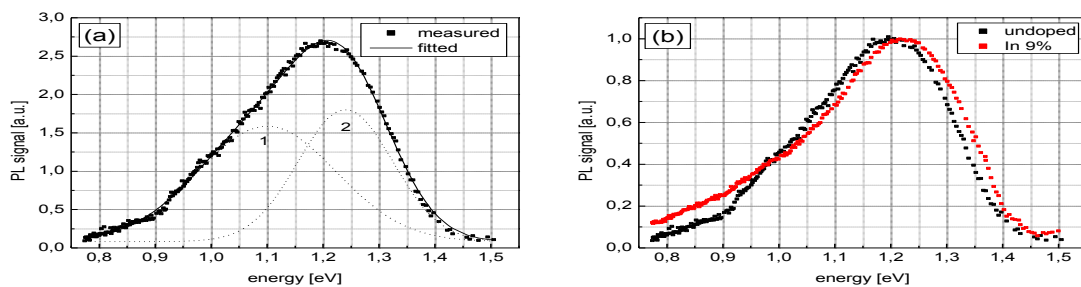 (a)
measured
fitted
PL signal [a.u.]
3,0
2,5
2,0
1,5
1,0
0,5
0,0
1
2
0,8 0,9 1,0 1,1 1,2 1,3 1,4 1,5
energy [eV]
(b)
undoped
In 9%
PL signal [a.u.]
1,0
0,8
0,6
0,4
0,2
0,0
0,8 0,9 1,0 1,1 1,2 1,3 1,4 1,5
energy [eV]